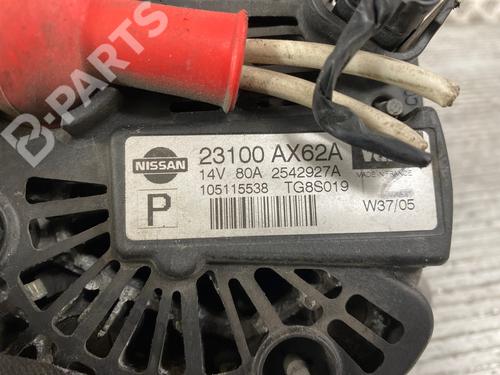 B-PARTS
NISSAN
23100 AX62A
14V 80A 2542927A
MADE IN FRANCE
105115538 TG8S019
P
W37/05